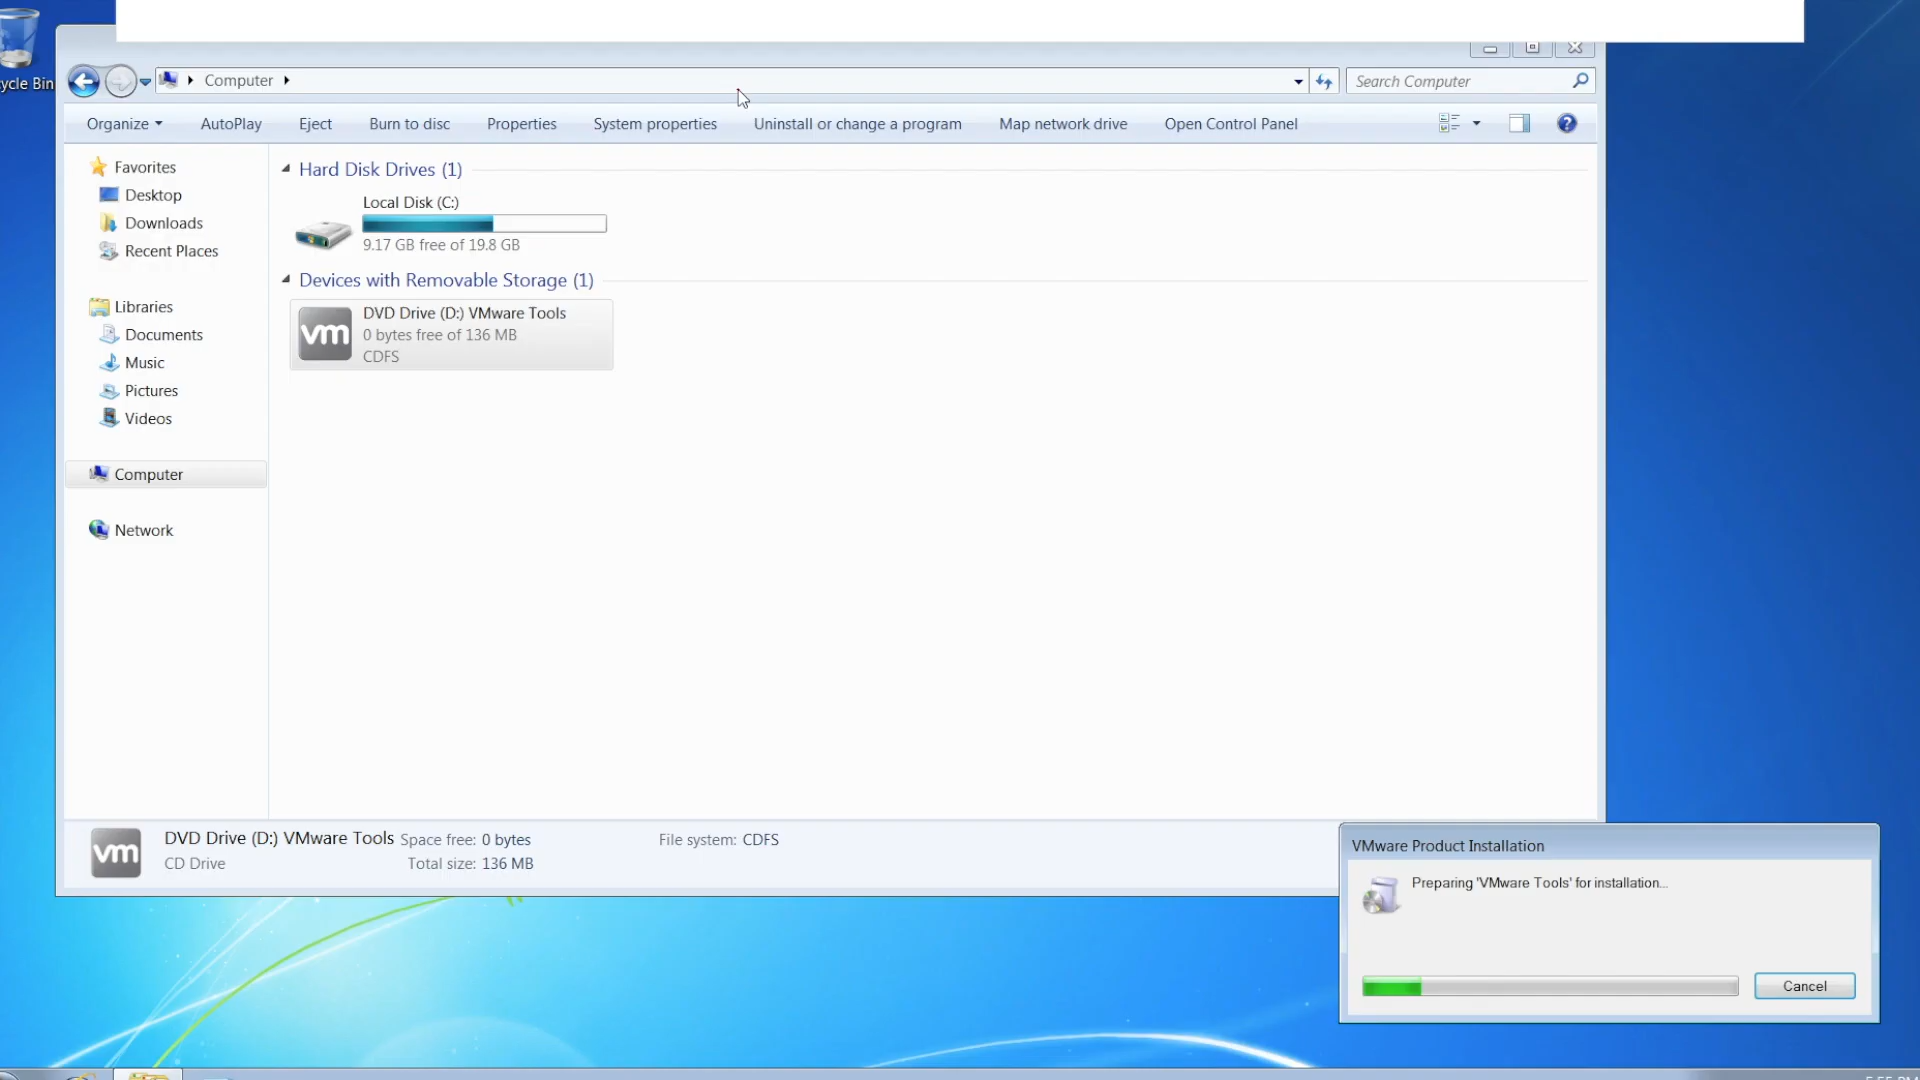 cycle Bin
Computer
Search Computer
Organize
AutoPlay
Eject
Burn to disc
Properties
System properties
Uninstall or change a program
Map network drive
Open Control Panel
Favorites
Desktop
Downloads
Recent Places
Libraries
Documents
Music
Pictures
Videos
Computer
Network
Hard Disk Drives (1)
Local Disk (C:)
9.17 GB free of 19.8 GB
Devices with Removable Storage (1)
vm
DVD Drive (D:) VMware Tools
0 bytes free of 136 MB
CDFS
vm
DVD Drive (D:) VMware Tools Space free: 0 bytes File system: CDFS
CD Drive Total size: 136 MB
VMware Product Installation
Preparing 'VMware Tools' for installation...
Cancel